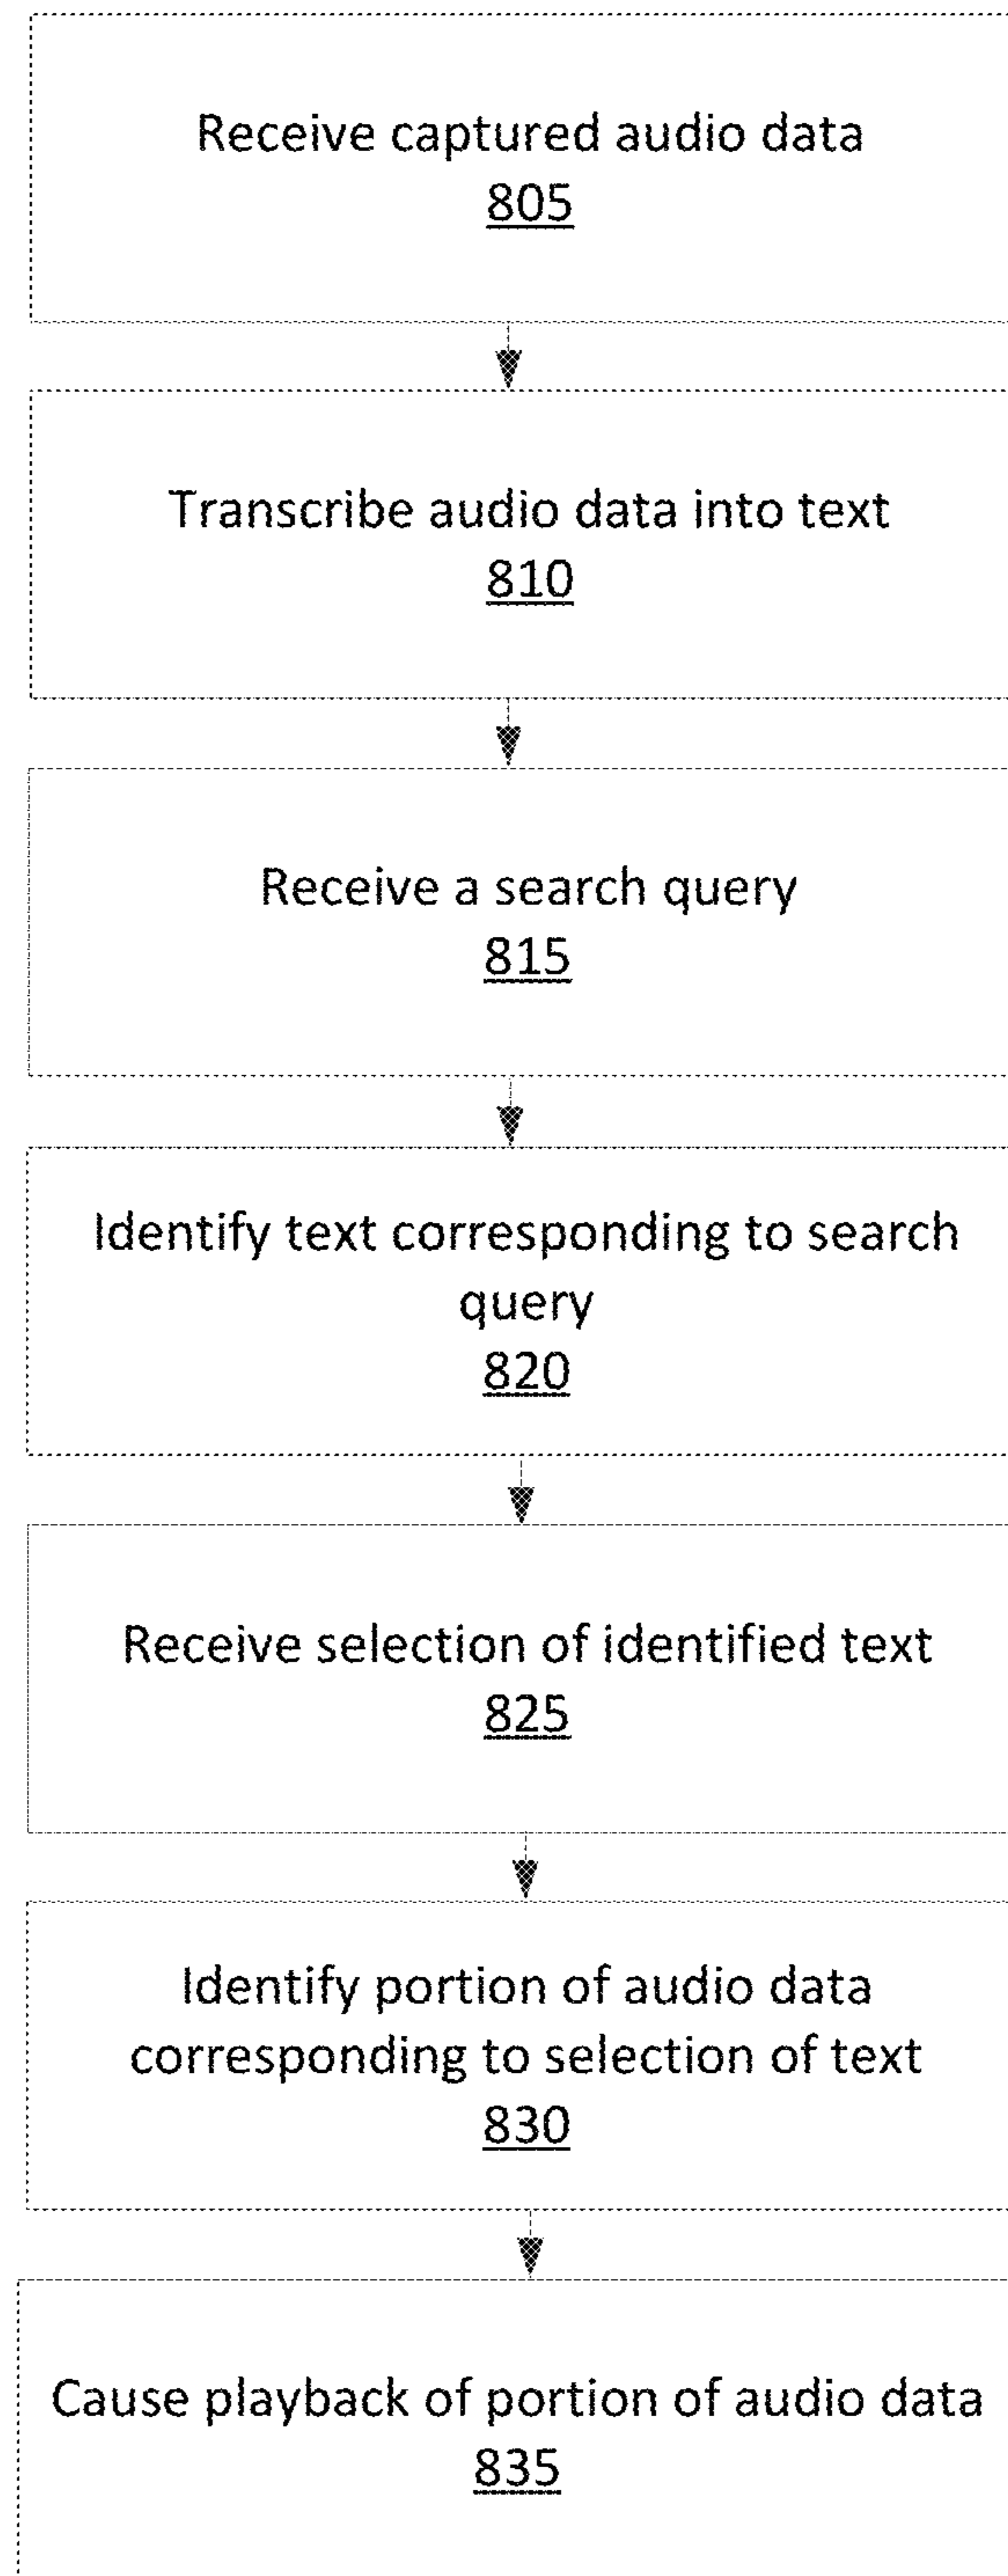 Receive captured audio data
805
Transcribe audio data into text
810
Receive a search query
815
Identify text corresponding to search
query
820
Receive selection of identified text
825
Identify portion of audio data
corresponding to selection of text
830
Cause playback of portion of audio data
835